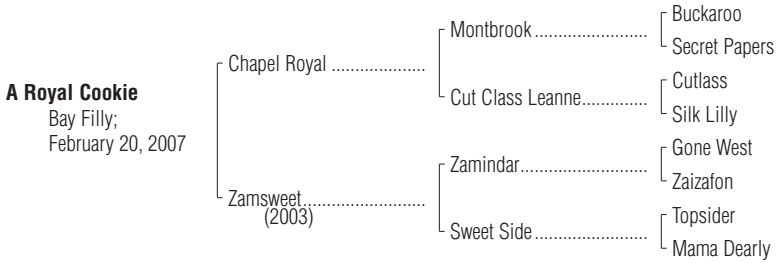 Buckaroo
Montbrook
Secret Papers
Chapel Royal
Cutlass
Cut Class Leanne
Silk Lilly
A Royal Cookie
Bay Filly;
February 20, 2007
Gone West
Zamindar
Zaizafon
Zamsweet
(2003)
Topsider
Sweet Side
Mama Dearly